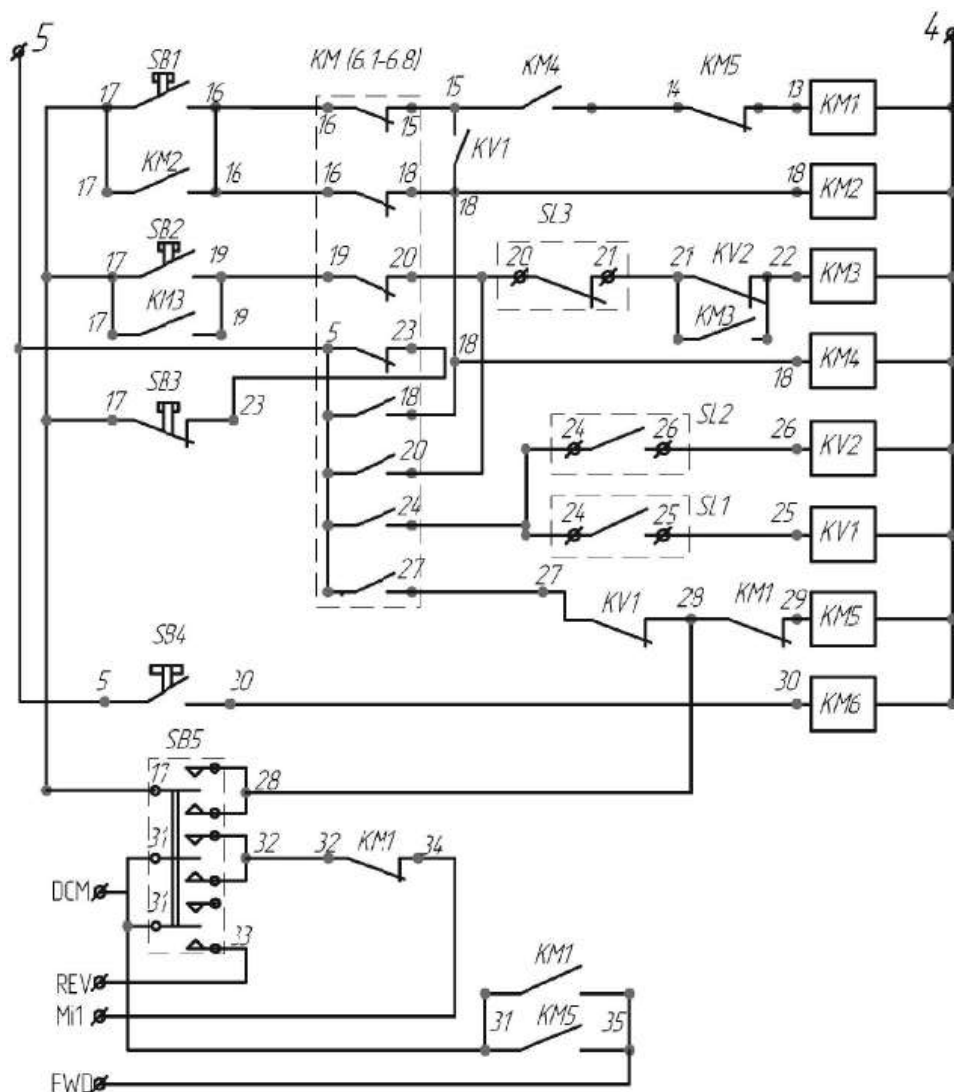 5 4
SB1 KM (6.1-6.8) KM4 KM5
17 16 16 15 15 14 13 KM1
KM2 KV1
17 16 16 18 18 18 KM2
SB2 SL3
17 19 19 20 20 21 21 KV2 22 KM3
KM3 KM3
17 19
5 23 18 18 KM4
SB3
17 23 18
SL2
20 24 26 26 KV2
24 SL1
24 25 25 KV1
27 27 KV1 28 KM1 29 KM5
SB4
5 30 30 KM6
SB5
17 28
31 32 32 KM1 34
DCM 31
33
REV KM1
Mi1 31 KM5 35
FWD